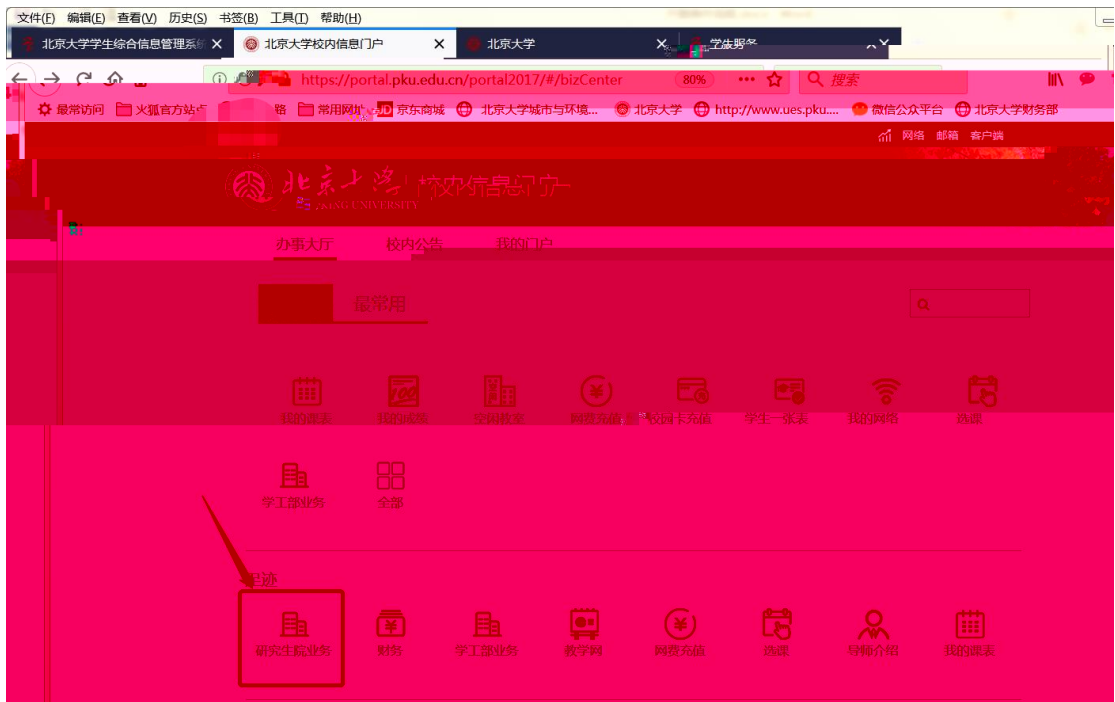 文件(F) 编辑(E) 查看(V) 历史(S) 书签(B) 工具(T) 帮助(H)
北京大学学生综合信息管理系统 北京大学校内信息门户 北京大学
https://portal.pku.edu.cn/portal2017/#/bizCenter 80% 搜索
最常访问 火狐官方站点 常用网址 JD 京东商城 北京大学城市与环境... 北京大学 http://www.ues.pku.... 微信公众平台 北京大学财务部
网络 邮箱 客户端
北京大学 校内信息门户
办事大厅 校内公告 我的门户
最常用
我的课表 我的成绩 空闲教室 网费充值 校园卡充值 学生一张表 我的网络 选课
学工部业务 全部
足迹
研究生院业务 财务 学工部业务 教学网 网费充值 选课 导师介绍 我的课表